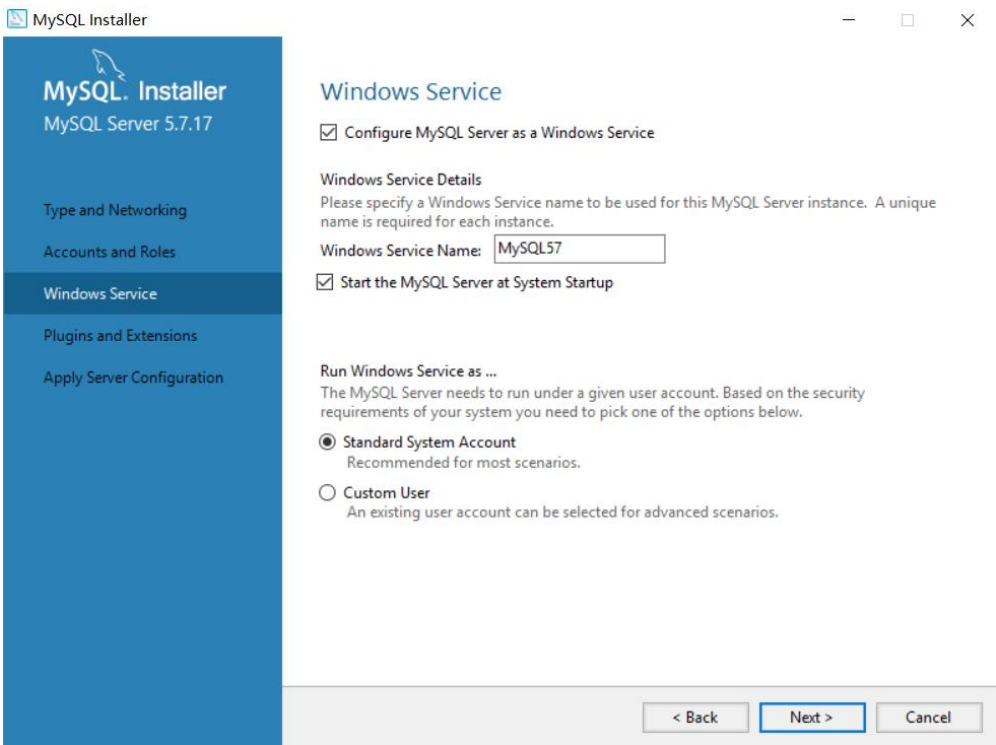 MySQL Installer
MySQL. Installer
MySQL Server 5.7.17
Type and Networking
Accounts and Roles
Windows Service
Plugins and Extensions
Apply Server Configuration
Windows Service
Configure MySQL Server as a Windows Service
Windows Service Details
Please specify a Windows Service name to be used for this MySQL Server instance. A unique
name is required for each instance.
Windows Service Name: MySQL57
Start the MySQL Server at System Startup
Run Windows Service as ...
The MySQL Server needs to run under a given user account. Based on the security
requirements of your system you need to pick one of the options below.
Standard System Account
Recommended for most scenarios.
Custom User
An existing user account can be selected for advanced scenarios.
< Back Next > Cancel